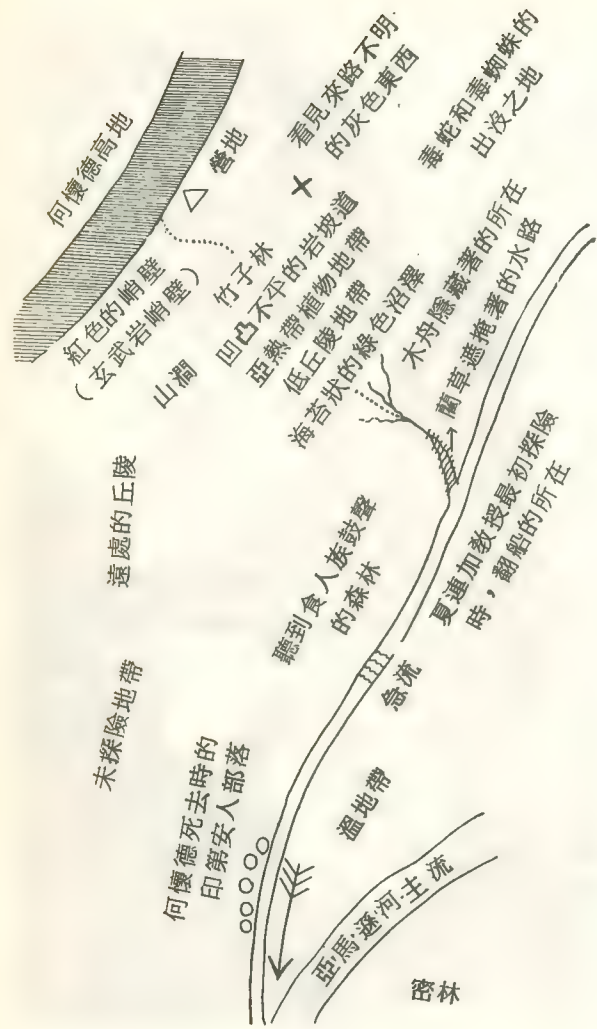 何懷德高地
紅色的峭壁
（玄武岩峭壁）
營地
看見來路不明
的灰色東西
毒蛇和毒蜘蛛的
出沒之地
山澗
竹子林
凹凸不平的岩坡道
亞熱帶植物地帶
低丘陵地帶
海苔狀的綠色沼澤
木舟隱藏著的所在
藺草遮掩著的水路
遠處的丘陵
聽到食人族鼓聲
的森林
急流
夏連加教授最初探險
時，翻船的所在
未探險地帶
何懷德死去時的
印第安人部落
溫地帶
亞·馬·遜·河·主流
密林